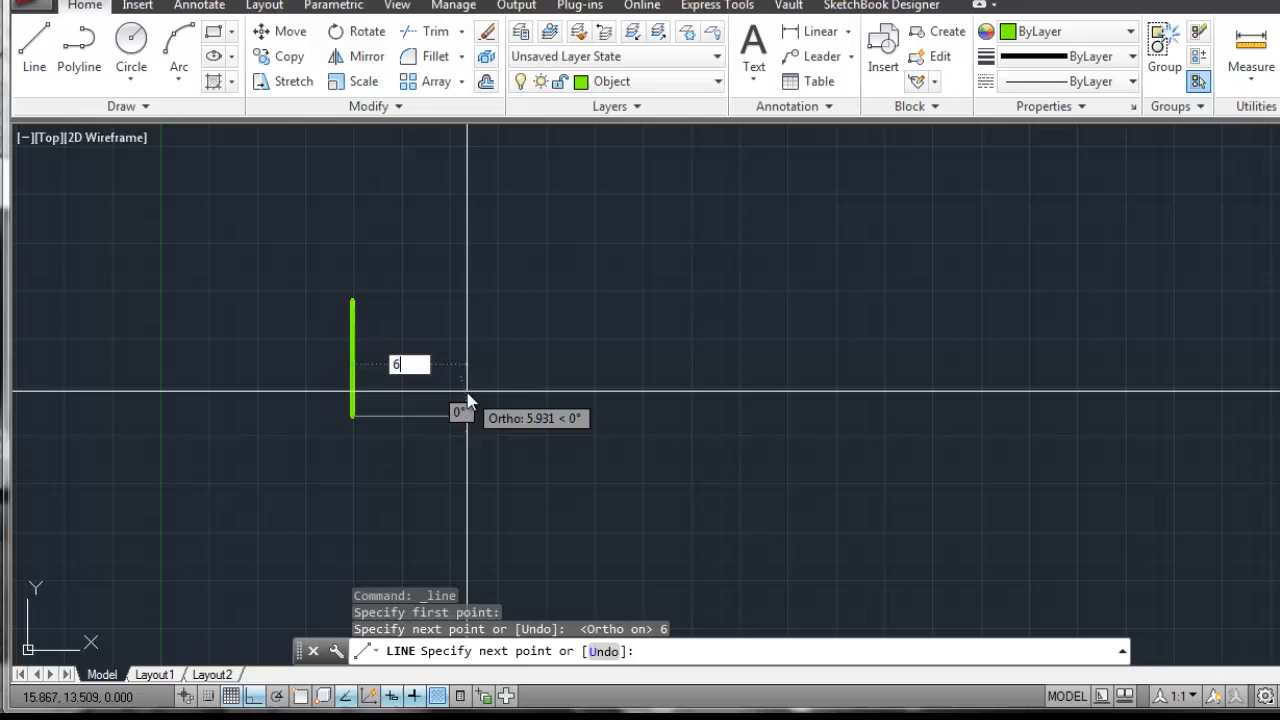 Home Insert Annotate Layout Parametric View Manage Output Plug-ins Online Express Tools Vault SketchBook Designer
Line Polyline Circle Arc
Draw
Move Rotate Trim
Copy Mirror Fillet
Stretch Scale Array
Modify
Unsaved Layer State
Object
Layers
Text
Linear
Leader
Table
Annotation
Insert
Create
Edit
Block
ByLayer
ByLayer
ByLayer
Properties
Group
Groups
Measure
Utilities
[−][Top][2D Wireframe]
6
0°
Ortho: 5.931 < 0°
Y
X
Command: _line
Specify first point:
Specify next point or [Undo]: <Ortho on> 6
LINE Specify next point or [Undo]:
Model Layout1 Layout2
15.867, 13.509, 0.000
MODEL 1:1